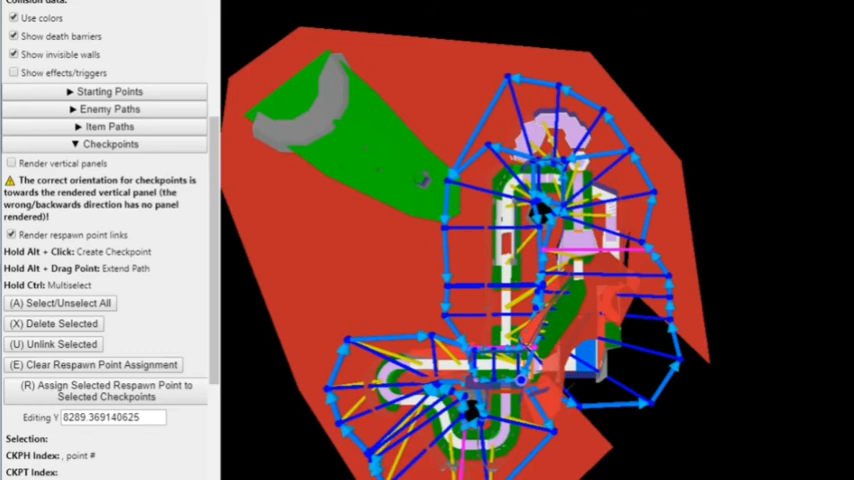 Collision data:
Use colors
Show death barriers
Show invisible walls
Show effects/triggers
▶ Starting Points
▶ Enemy Paths
▶ Item Paths
▼ Checkpoints
Render vertical panels
The correct orientation for checkpoints is
towards the rendered vertical panel (the
wrong/backwards direction has no panel
rendered)!
Render respawn point links
Hold Alt + Click: Create Checkpoint
Hold Alt + Drag Point: Extend Path
Hold Ctrl: Multiselect
(A) Select/Unselect All
(X) Delete Selected
(U) Unlink Selected
(E) Clear Respawn Point Assignment
(R) Assign Selected Respawn Point to
Selected Checkpoints
Editing Y 8289.369140625
Selection:
CKPH Index: , point #
CKPT Index: